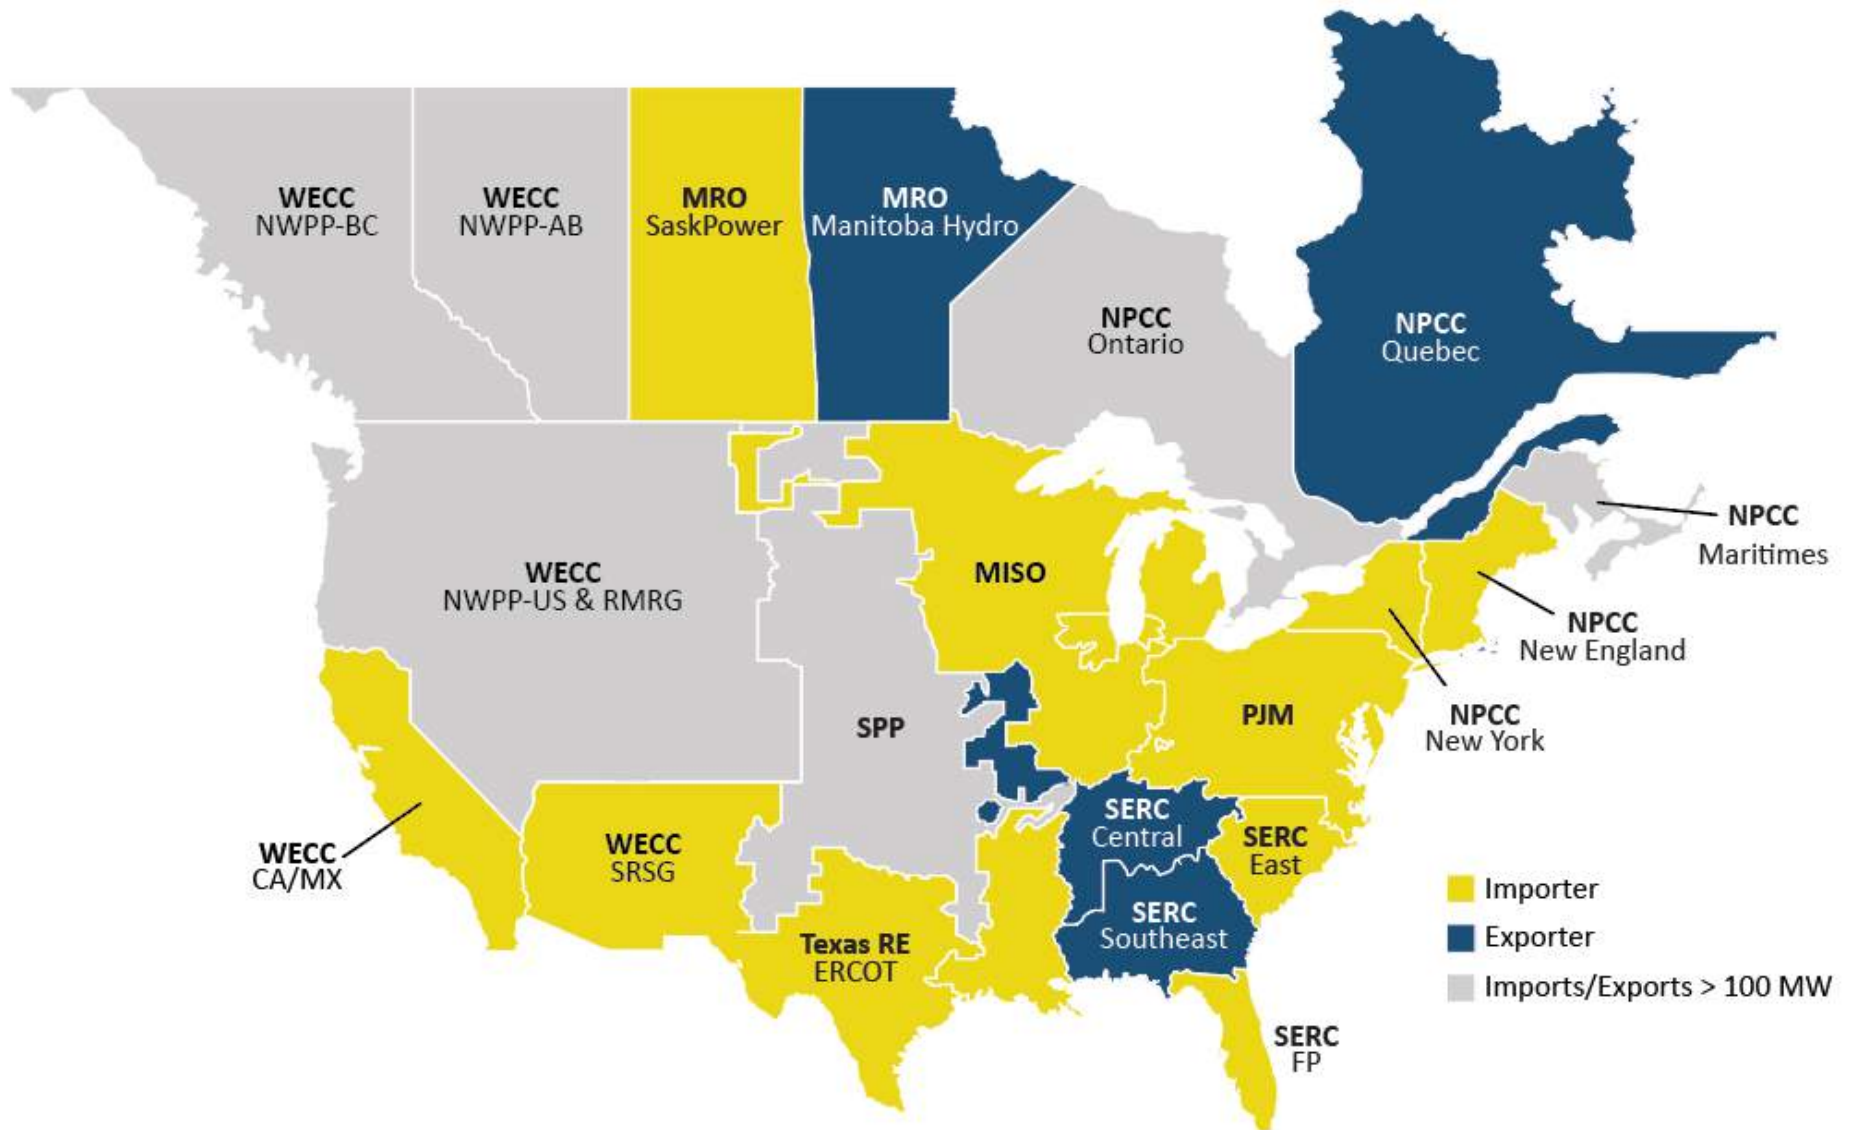 WECC
NWPP-BC
WECC
NWPP-AB
MRO
SaskPower
MRO
Manitoba Hydro
NPCC
Ontario
NPCC
Quebec
NPCC
Maritimes
WECC
NWPP-US & RMRG
MISO
NPCC
New England
SPP
PJM
NPCC
New York
WECC
CA/MX
WECC
SRSG
SERC
Central
SERC
East
SERC
Southeast
Texas RE
ERCOT
SERC
FP
Importer
Exporter
Imports/Exports > 100 MW